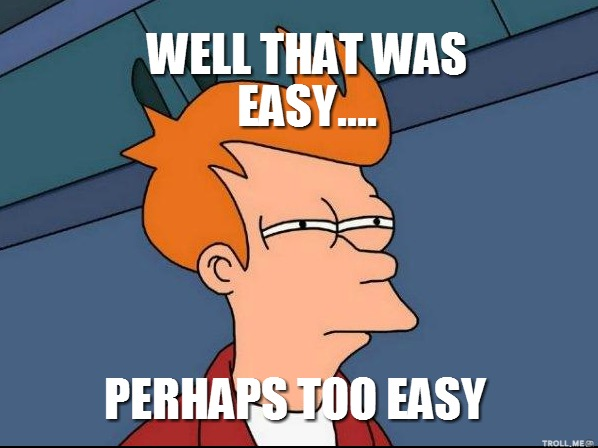 WELL THAT WAS
EASY....
PERHAPS TOO EASY
TROLL.ME